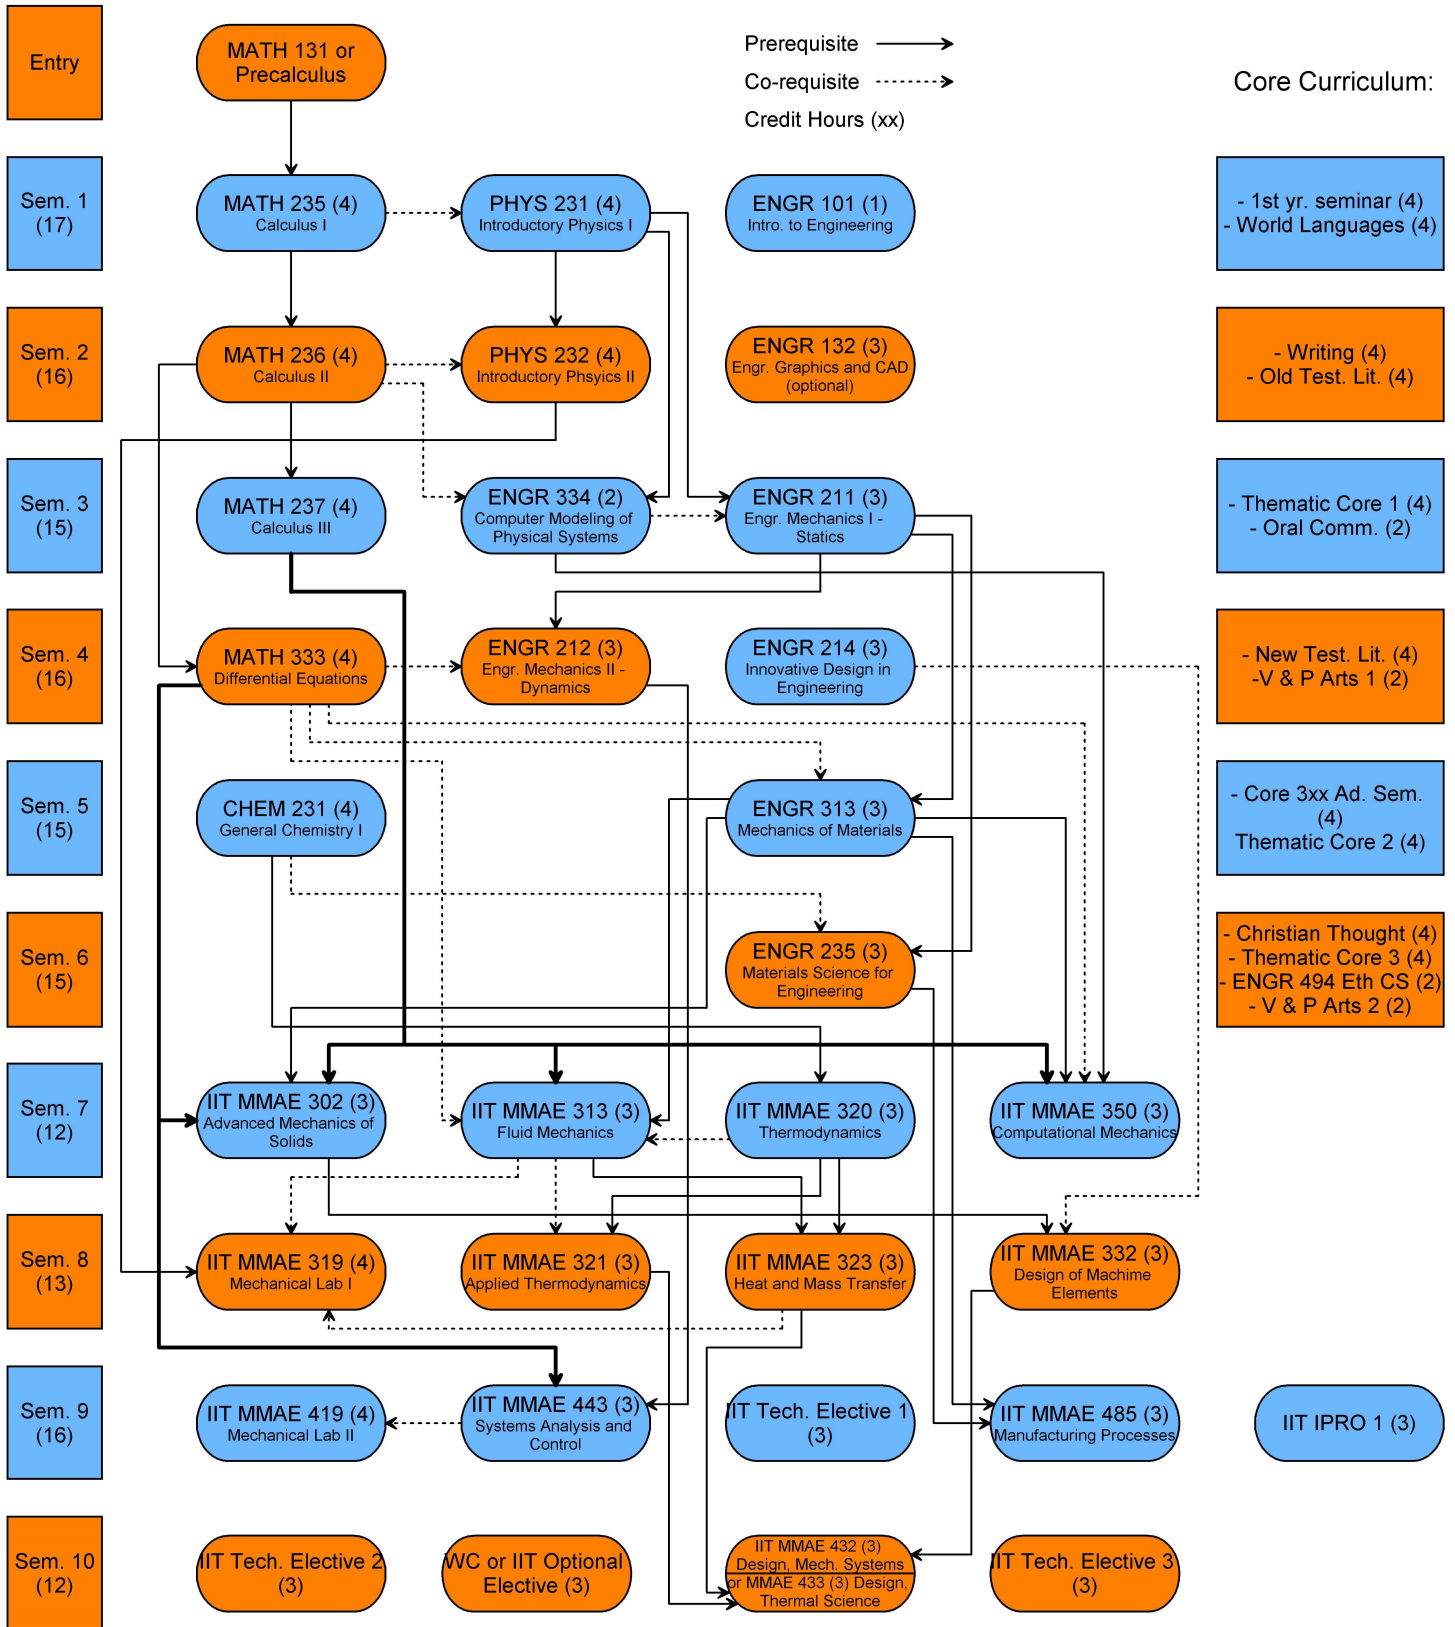 Entry
MATH 131 or
Precalculus
Prerequisite
Co-requisite
Credit Hours (xx)
Core Curriculum:
Sem. 1
(17)
MATH 235 (4)
Calculus I
PHYS 231 (4)
Introductory Physics I
ENGR 101 (1)
Intro. to Engineering
- 1st yr. seminar (4)
- World Languages (4)
Sem. 2
(16)
MATH 236 (4)
Calculus II
PHYS 232 (4)
Introductory Phsyics II
ENGR 132 (3)
Engr. Graphics and CAD
(optional)
- Writing (4)
- Old Test. Lit. (4)
Sem. 3
(15)
MATH 237 (4)
Calculus III
ENGR 334 (2)
Computer Modeling of
Physical Systems
ENGR 211 (3)
Engr. Mechanics I -
Statics
- Thematic Core 1 (4)
- Oral Comm. (2)
Sem. 4
(16)
MATH 333 (4)
Differential Equations
ENGR 212 (3)
Engr. Mechanics II -
Dynamics
ENGR 214 (3)
Innovative Design in
Engineering
- New Test. Lit. (4)
-V & P Arts 1 (2)
Sem. 5
(15)
CHEM 231 (4)
General Chemistry I
ENGR 313 (3)
Mechanics of Materials
- Core 3xx Ad. Sem.
(4)
Thematic Core 2 (4)
Sem. 6
(15)
ENGR 235 (3)
Materials Science for
Engineering
- Christian Thought (4)
- Thematic Core 3 (4)
- ENGR 494 Eth CS (2)
- V & P Arts 2 (2)
Sem. 7
(12)
IIT MMAE 302 (3)
Advanced Mechanics of
Solids
IIT MMAE 313 (3)
Fluid Mechanics
IIT MMAE 320 (3)
Thermodynamics
IIT MMAE 350 (3)
Computational Mechanics
Sem. 8
(13)
IIT MMAE 319 (4)
Mechanical Lab I
IIT MMAE 321 (3)
Applied Thermodynamics
IIT MMAE 323 (3)
Heat and Mass Transfer
IIT MMAE 332 (3)
Design of Machime
Elements
Sem. 9
(16)
IIT MMAE 419 (4)
Mechanical Lab II
IIT MMAE 443 (3)
Systems Analysis and
Control
IIT Tech. Elective 1
(3)
IIT MMAE 485 (3)
Manufacturing Processes
IIT IPRO 1 (3)
Sem. 10
(12)
IIT Tech. Elective 2
(3)
WC or IIT Optional
Elective (3)
IIT MMAE 432 (3)
Design, Mech. Systems
or MMAE 433 (3) Design,
Thermal Science
IIT Tech. Elective 3
(3)